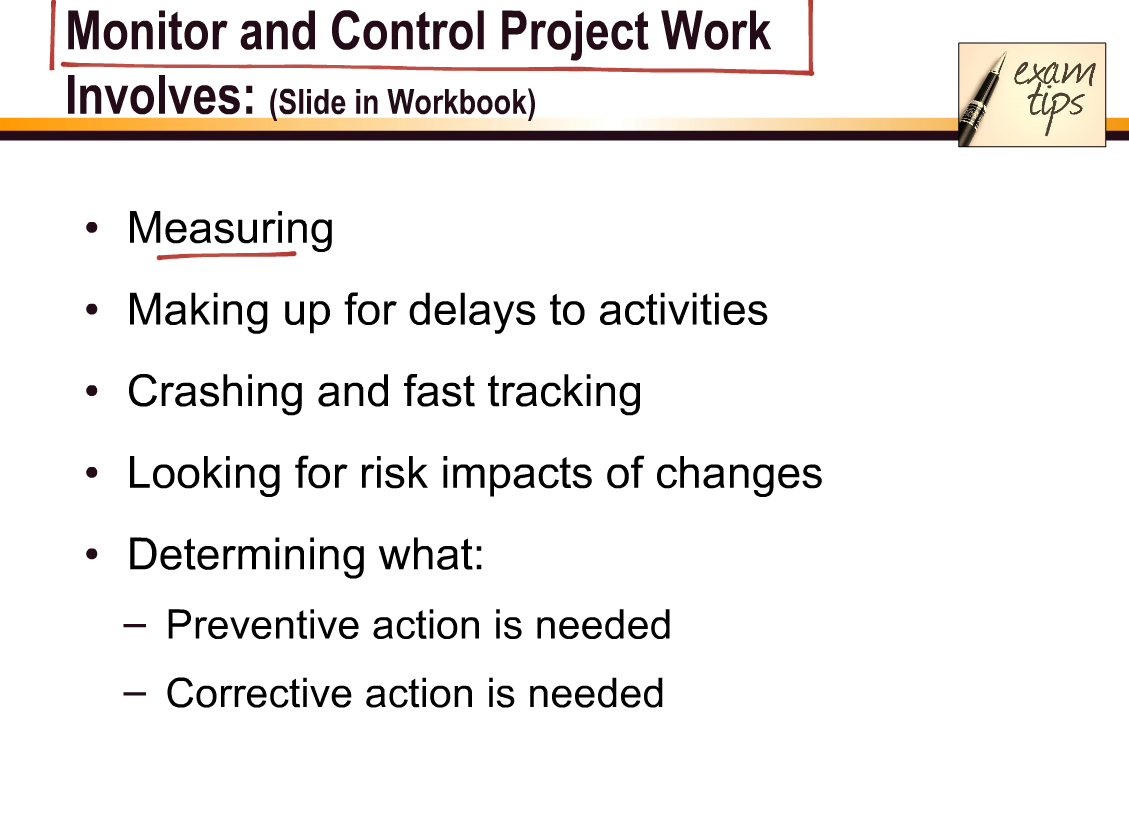 Monitor and Control Project Work
Involves: (Slide in Workbook)
exam
tips
• Measuring
• Making up for delays to activities
• Crashing and fast tracking
• Looking for risk impacts of changes
• Determining what:
– Preventive action is needed
– Corrective action is needed